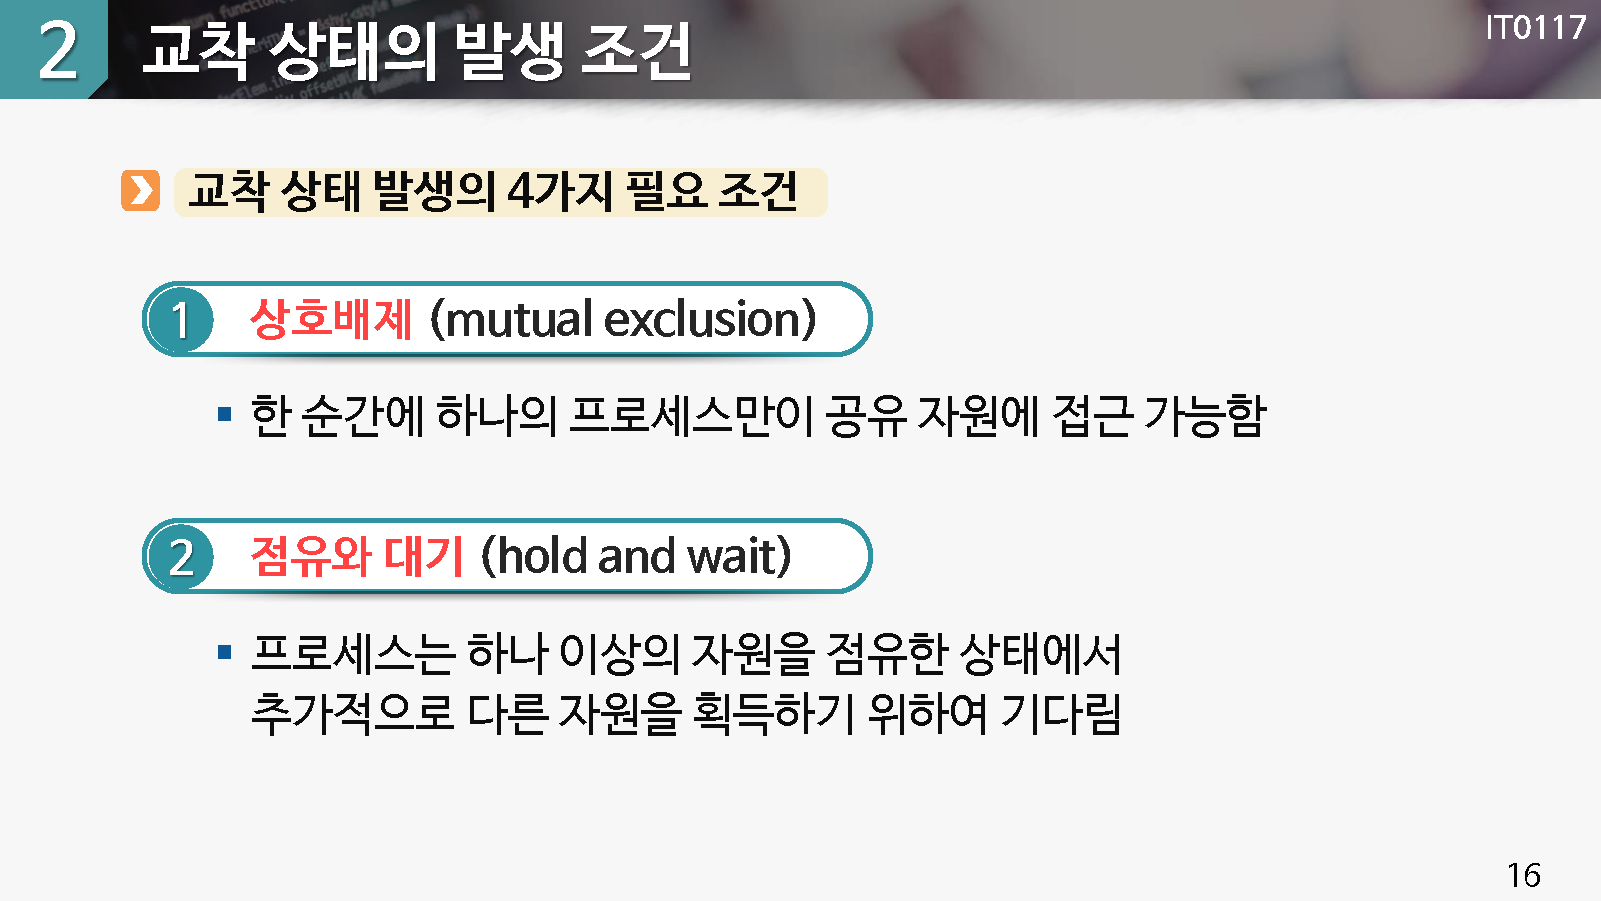 2 교착 상태의 발생 조건
IT0117
교착 상태 발생의 4가지 필요 조건
1 상호배제 (mutual exclusion)
▪ 한 순간에 하나의 프로세스만이 공유 자원에 접근 가능함
2 점유와 대기 (hold and wait)
▪ 프로세스는 하나 이상의 자원을 점유한 상태에서
추가적으로 다른 자원을 획득하기 위하여 기다림
16